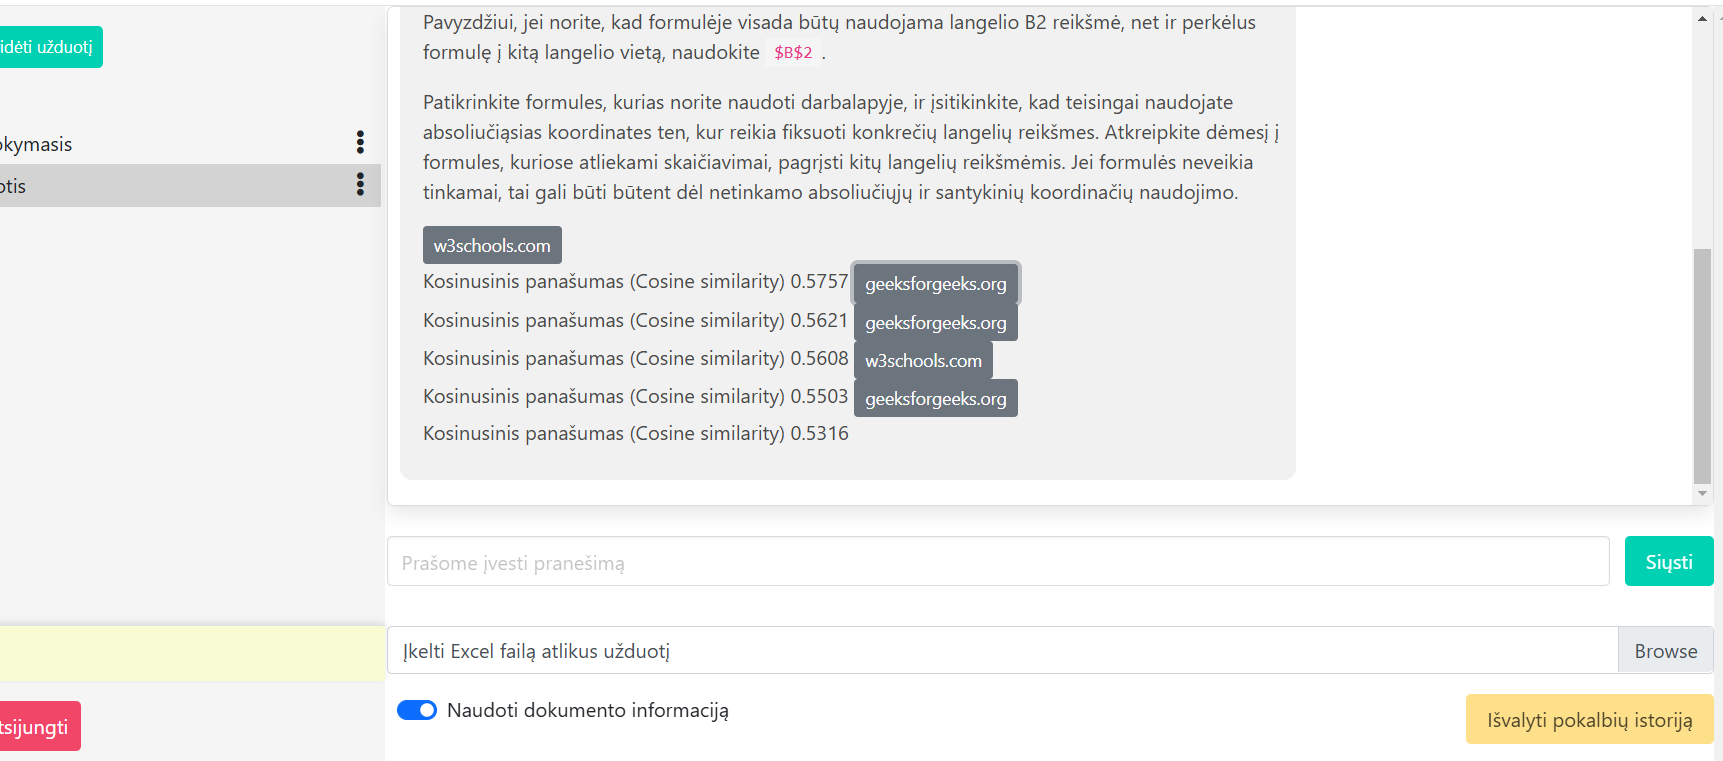 idėti užduotį
okymasis
otis
tsijungti
Pavyzdžiui, jei norite, kad formulėje visada būtų naudojama langelio B2 reikšmė, net ir perkėlus
formulę į kitą langelio vietą, naudokite $B$2 .
Patikrinkite formules, kurias norite naudoti darbalapyje, ir įsitikinkite, kad teisingai naudojate
absoliučiąsias koordinates ten, kur reikia fiksuoti konkrečių langelių reikšmes. Atkreipkite dėmesį į
formules, kuriose atliekami skaičiavimai, pagrįsti kitų langelių reikšmėmis. Jei formulės neveikia
tinkamai, tai gali būti būtent dėl netinkamo absoliučiųjų ir santykinių koordinačių naudojimo.
w3schools.com
Kosinusinis panašumas (Cosine similarity) 0.5757 geeksforgeeks.org
Kosinusinis panašumas (Cosine similarity) 0.5621 geeksforgeeks.org
Kosinusinis panašumas (Cosine similarity) 0.5608 w3schools.com
Kosinusinis panašumas (Cosine similarity) 0.5503 geeksforgeeks.org
Kosinusinis panašumas (Cosine similarity) 0.5316
Prašome įvesti pranešimą
Siųsti
Įkelti Excel failą atlikus užduotį
Browse
Naudoti dokumento informaciją
Išvalyti pokalbių istoriją